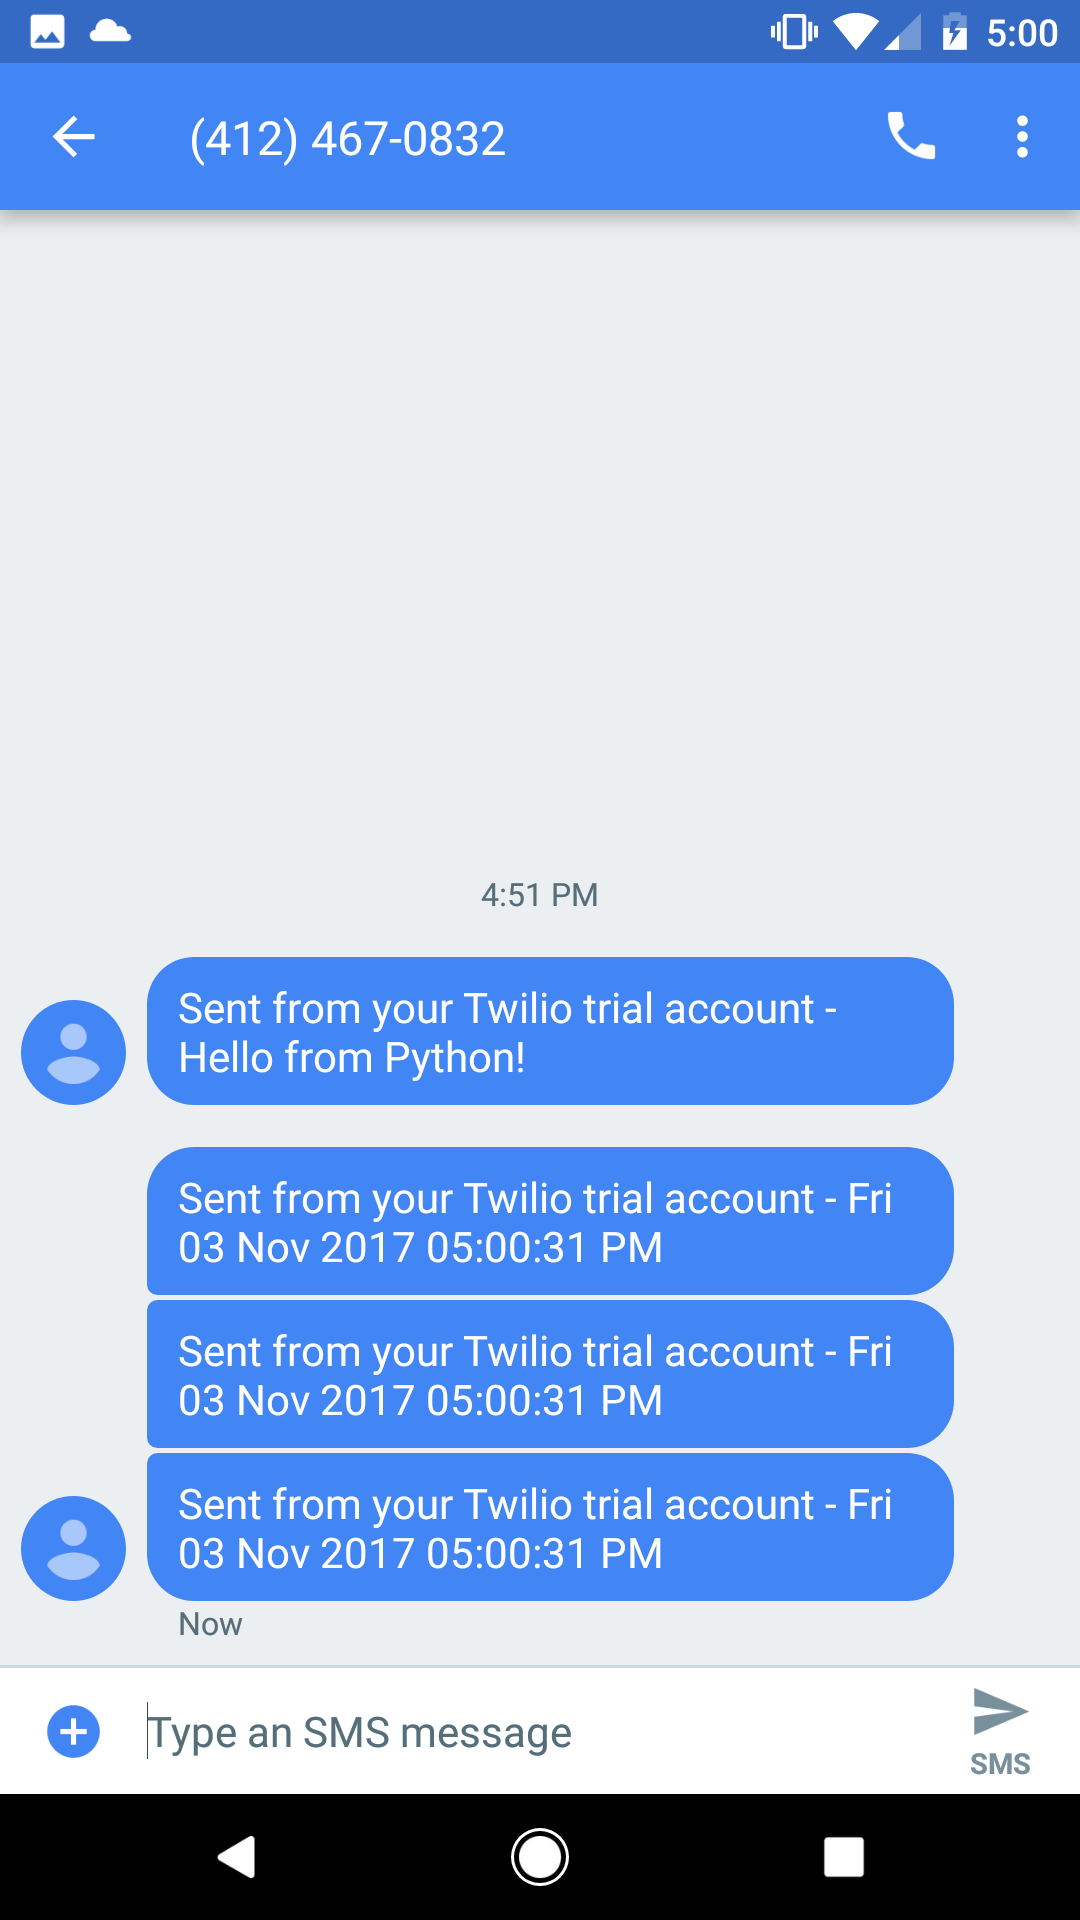 5:00
(412) 467-0832
4:51 PM
Sent from your Twilio trial account -
Hello from Python!
Sent from your Twilio trial account - Fri
03 Nov 2017 05:00:31 PM
Sent from your Twilio trial account - Fri
03 Nov 2017 05:00:31 PM
Sent from your Twilio trial account - Fri
03 Nov 2017 05:00:31 PM
Now
Type an SMS message
SMS